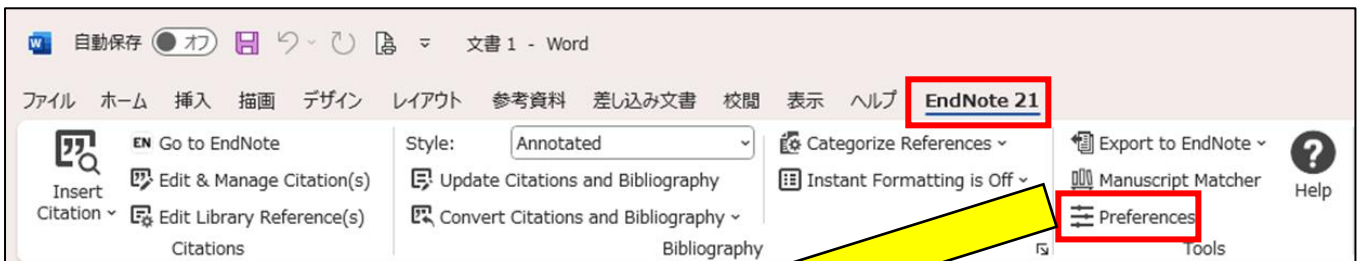 自動保存 オフ 文書 1 - Word
ファイル ホーム 挿入 描画 デザイン レイアウト 参考資料 差し込み文書 校閲 表示 ヘルプ EndNote 21
Insert Citation
EN Go to EndNote
Edit & Manage Citation(s)
Edit Library Reference(s)
Citations
Style: Annotated
Update Citations and Bibliography
Convert Citations and Bibliography
Categorize References
Instant Formatting is Off
Bibliography
Export to EndNote
Manuscript Matcher
Preferences
Tools
Help